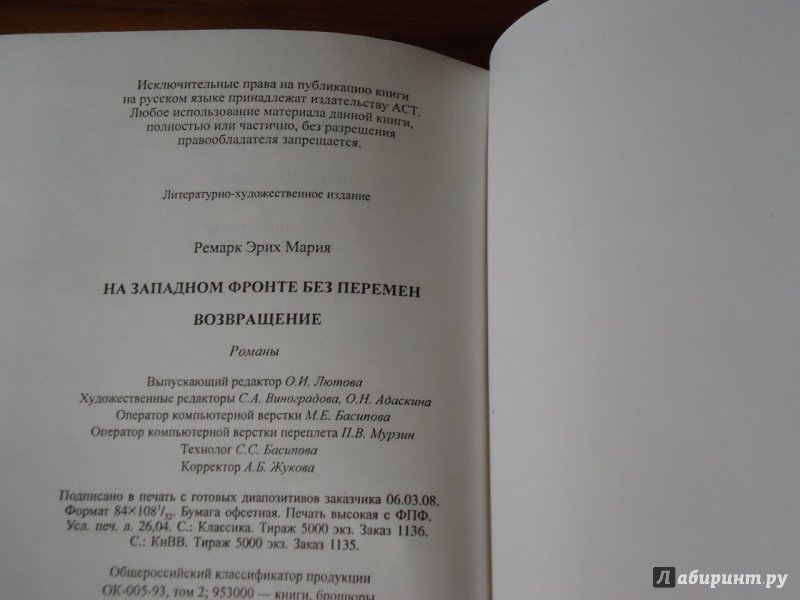 Исключительные права на публикацию книги
на русском языке принадлежат издательству АСТ.
Любое использование материала данной книги,
полностью или частично, без разрешения
правообладателя запрещается.
Литературно-художественное издание
Ремарк Эрих Мария
НА ЗАПАДНОМ ФРОНТЕ БЕЗ ПЕРЕМЕН
ВОЗВРАЩЕНИЕ
Романы
Выпускающий редактор О.И. Лютова
Художественные редакторы С.А. Виноградова, О.Н. Адаскина
Оператор компьютерной верстки М.Е. Басипова
Оператор компьютерной верстки переплета П.В. Мурзин
Технолог С.С. Басипова
Корректор А.Б. Жукова
Подписано в печать с готовых диапозитивов заказчика 06.03.08.
Формат 84×108 1/32. Бумага офсетная. Печать высокая с ФПФ.
Усл. печ. л. 26,04. С.: Классика. Тираж 5000 экз. Заказ 1136.
С.: КнВВ. Тираж 5000 экз. Заказ 1135.
Общероссийский классификатор продукции
ОК-005-93, том 2; 953000 — книги, брошюры
лабиринт.ру